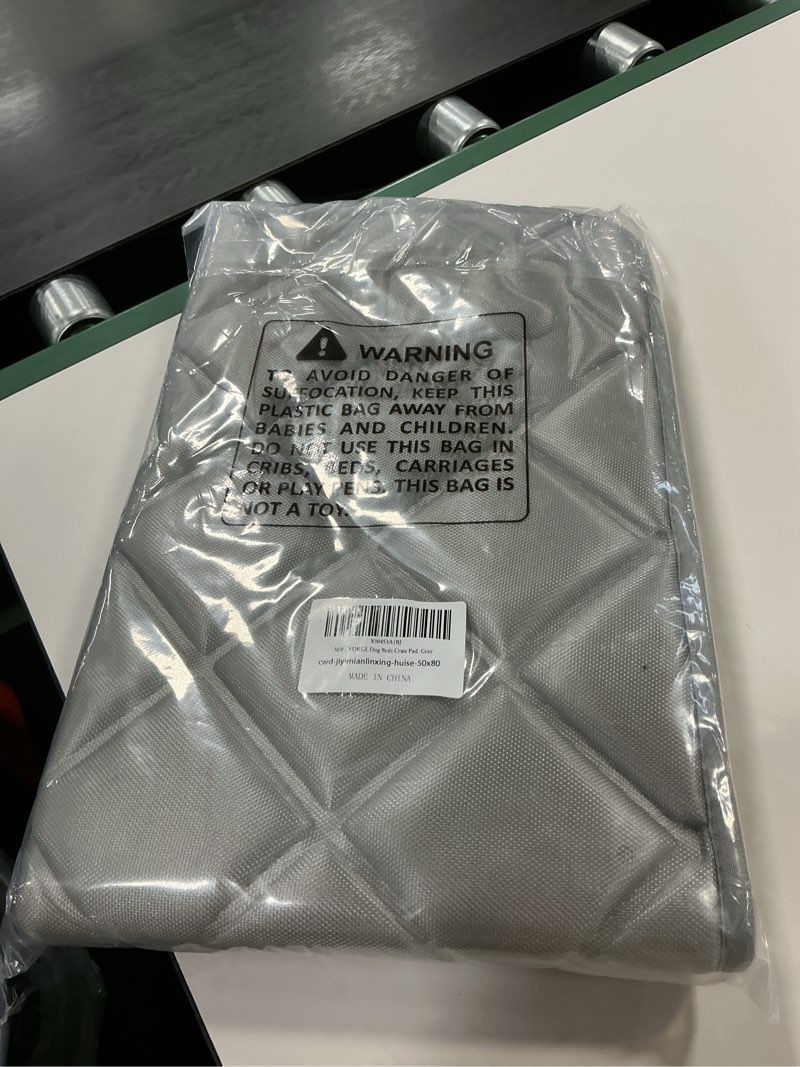 WARNING
TO AVOID DANGER OF
SUFFOCATION, KEEP THIS
PLASTIC BAG AWAY FROM
BABIES AND CHILDREN.
DO NOT USE THIS BAG IN
CRIBS, BEDS, CARRIAGES
OR PLAY PENS. THIS BAG IS
NOT A TOY.
Dog Beds Crate Pad, Gray
cwd-jiyimianlinxing-huise-50x80
MADE IN CHINA